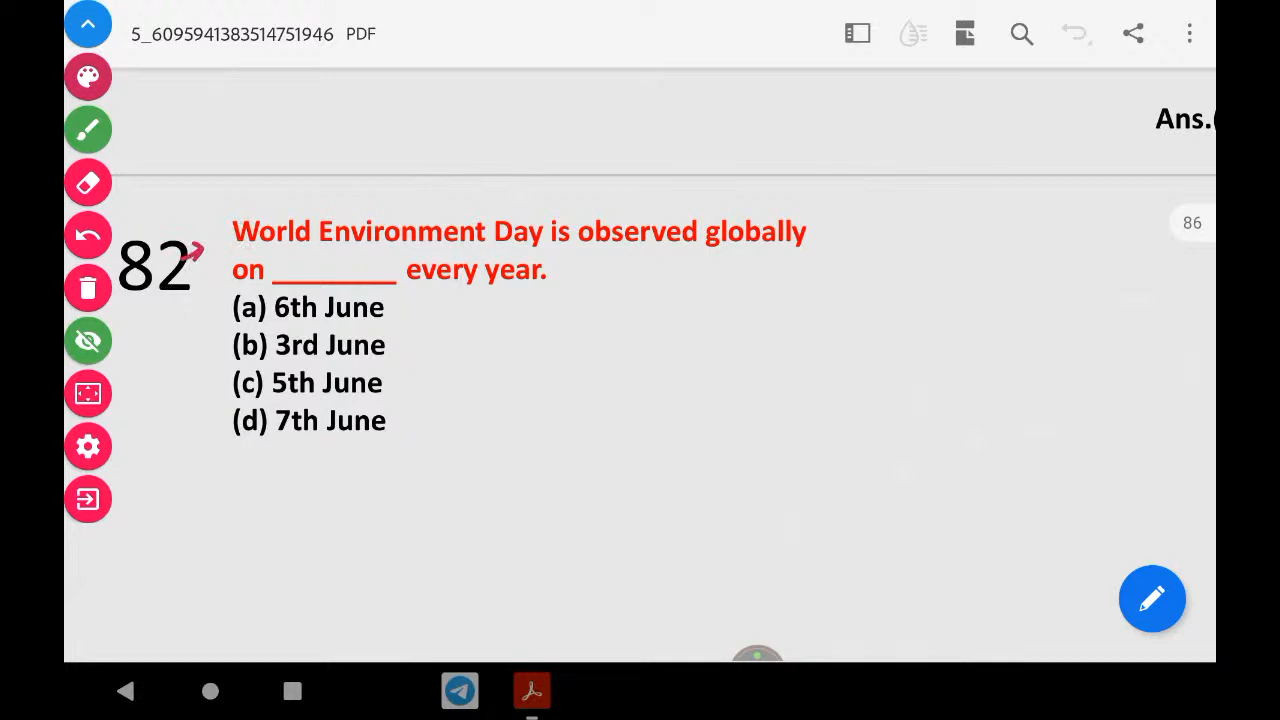 5_6095941383514751946 PDF
Ans.(
86
82
World Environment Day is observed globally
on ________ every year.
(a) 6th June
(b) 3rd June
(c) 5th June
(d) 7th June